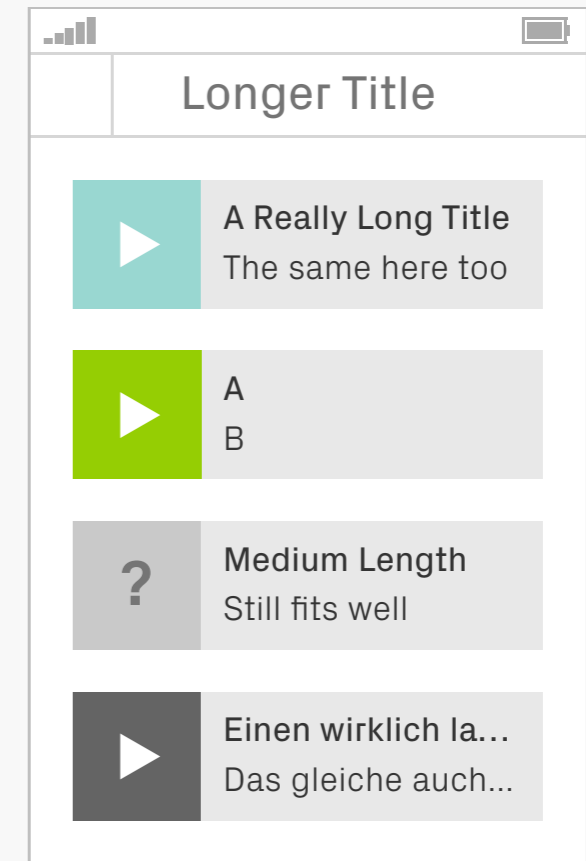 Longer Title
A Really Long Title
The same here too
A
B
?
Medium Length
Still fits well
Einen wirklich la...
Das gleiche auch...